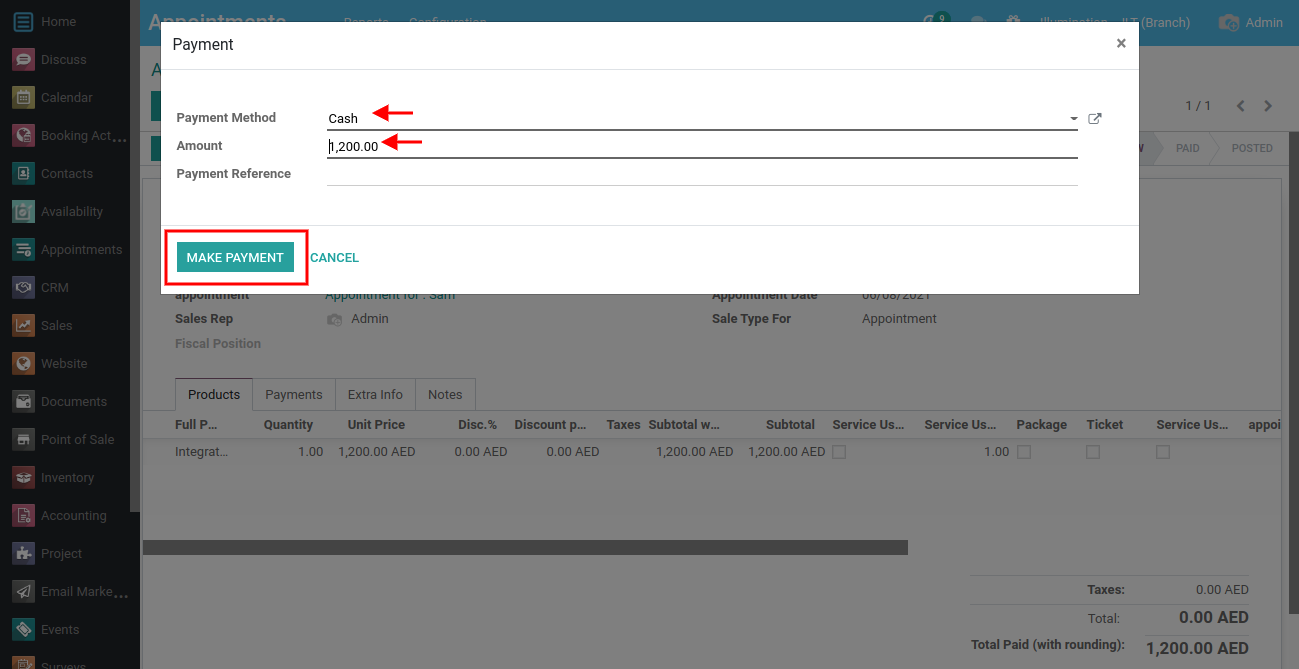 Home
Discuss
Calendar
Booking Act...
Contacts
Availability
Appointments
CRM
Sales
Website
Documents
Point of Sale
Inventory
Accounting
Project
Email Marke...
Events
Surveys
Appointments Reports Configuration 9 (Branch) Admin
Payment ×
Payment Method Cash
Amount 1,200.00
Payment Reference
MAKE PAYMENT CANCEL
1 / 1
PAID POSTED
appointment Appointment for : Sam Appointment Date 06/08/2021
Sales Rep Admin Sale Type For Appointment
Fiscal Position
Products Payments Extra Info Notes
Full P... Quantity Unit Price Disc.% Discount p... Taxes Subtotal w... Subtotal Service Us... Service Us... Package Ticket Service Us... appoi
Integrat... 1.00 1,200.00 AED 0.00 AED 0.00 AED 1,200.00 AED 1,200.00 AED 1.00
Taxes: 0.00 AED
Total: 0.00 AED
Total Paid (with rounding): 1,200.00 AED